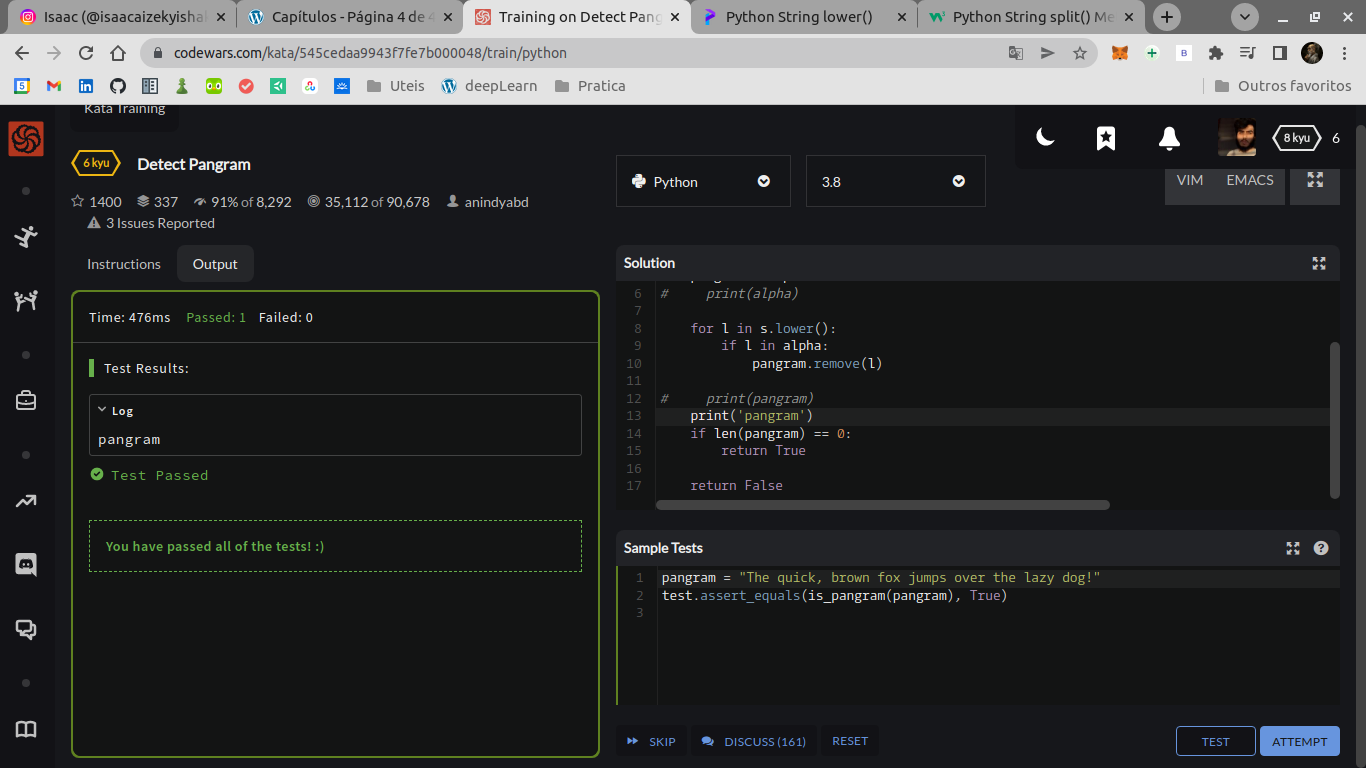 Isaac (@isaacaizekyisha
Capítulos - Página 4 de 4
Training on Detect Pang
Python String lower()
Python String split() Me
codewars.com/kata/545cedaa9943f7fe7b000048/train/python
Uteis
deepLearn
Pratica
Outros favoritos
Kata Training
8 kyu
6
6 kyu
Detect Pangram
Python
3.8
VIM
EMACS
1400
337
91% of 8,292
35,112 of 90,678
anindyabd
3 Issues Reported
Instructions
Output
Time: 476ms Passed: 1 Failed: 0
Test Results:
Log
pangram
Test Passed
You have passed all of the tests! :)
Solution
6 # print(alpha)
7
8 for l in s.lower():
9 if l in alpha:
10 pangram.remove(l)
11
12 # print(pangram)
13 print('pangram')
14 if len(pangram) == 0:
15 return True
16
17 return False
Sample Tests
1 pangram = "The quick, brown fox jumps over the lazy dog!"
2 test.assert_equals(is_pangram(pangram), True)
3
SKIP
DISCUSS (161)
RESET
TEST
ATTEMPT